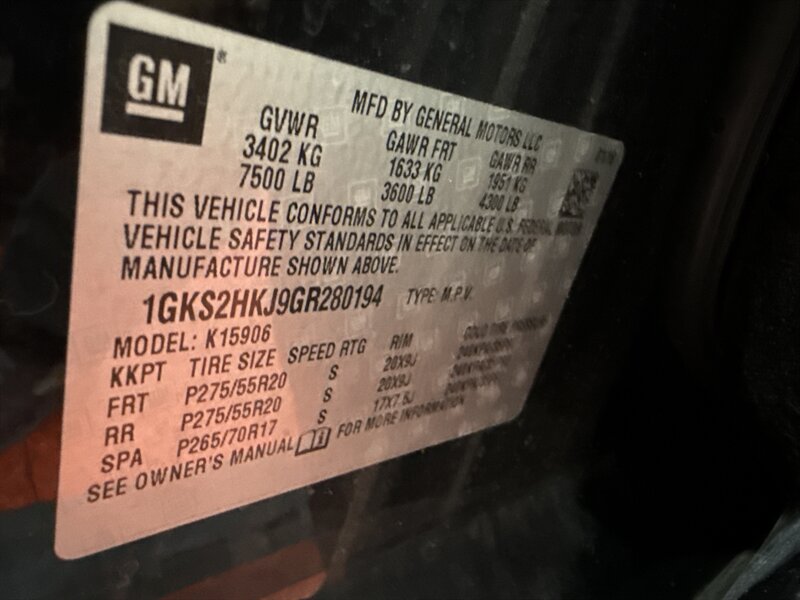 GM
MFD BY GENERAL MOTORS LLC
GVWR GAWR FRT GAWR RR
3402 KG 1633 KG 1951 KG
7500 LB 3600 LB 4300 LB
THIS VEHICLE CONFORMS TO ALL APPLICABLE U.S. FEDERAL MOTOR
VEHICLE SAFETY STANDARDS IN EFFECT ON THE DATE OF
MANUFACTURE SHOWN ABOVE.
1GKS2HKJ9GR280194 TYPE: M.P.V.
MODEL: K15906
KKPT TIRE SIZE SPEED RTG RIM COLD TIRE PRESSURE
FRT P275/55R20 S 20X9J
RR P275/55R20 S 20X9J
SPA P265/70R17 S 17X7.5J
SEE OWNER'S MANUAL FOR MORE INFORMATION